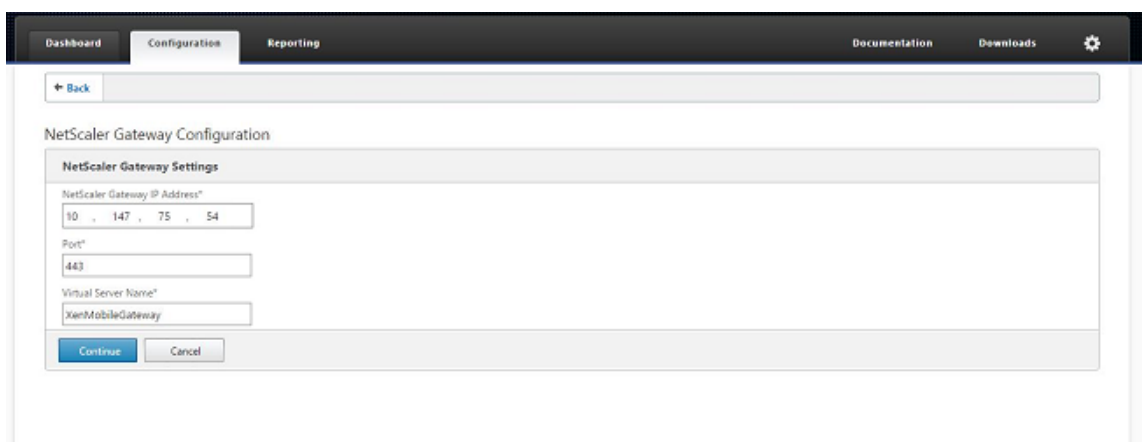 Dashboard Configuration Reporting Documentation Downloads
Back
NetScaler Gateway Configuration
NetScaler Gateway Settings
NetScaler Gateway IP Address*
10 . 147 . 75 . 54
Port*
443
Virtual Server Name*
XenMobileGateway
Continue Cancel